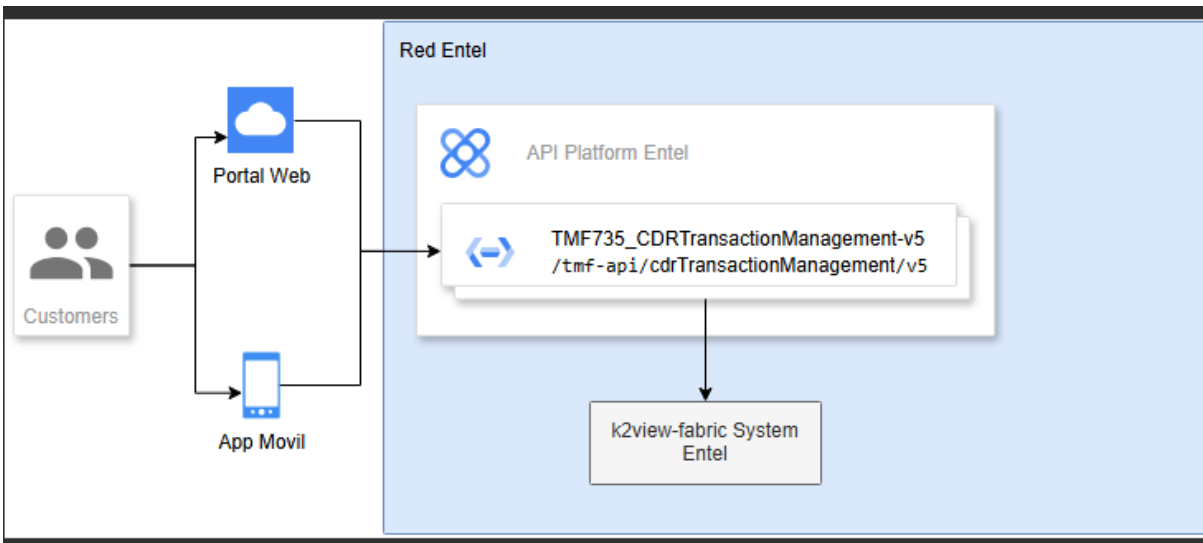 Red Entel
API Platform Entel
Portal Web
TMF735_CDRTransactionManagement-v5
/tmf-api/cdrTransactionManagement/v5
Customers
App Movil
k2view-fabric System
Entel